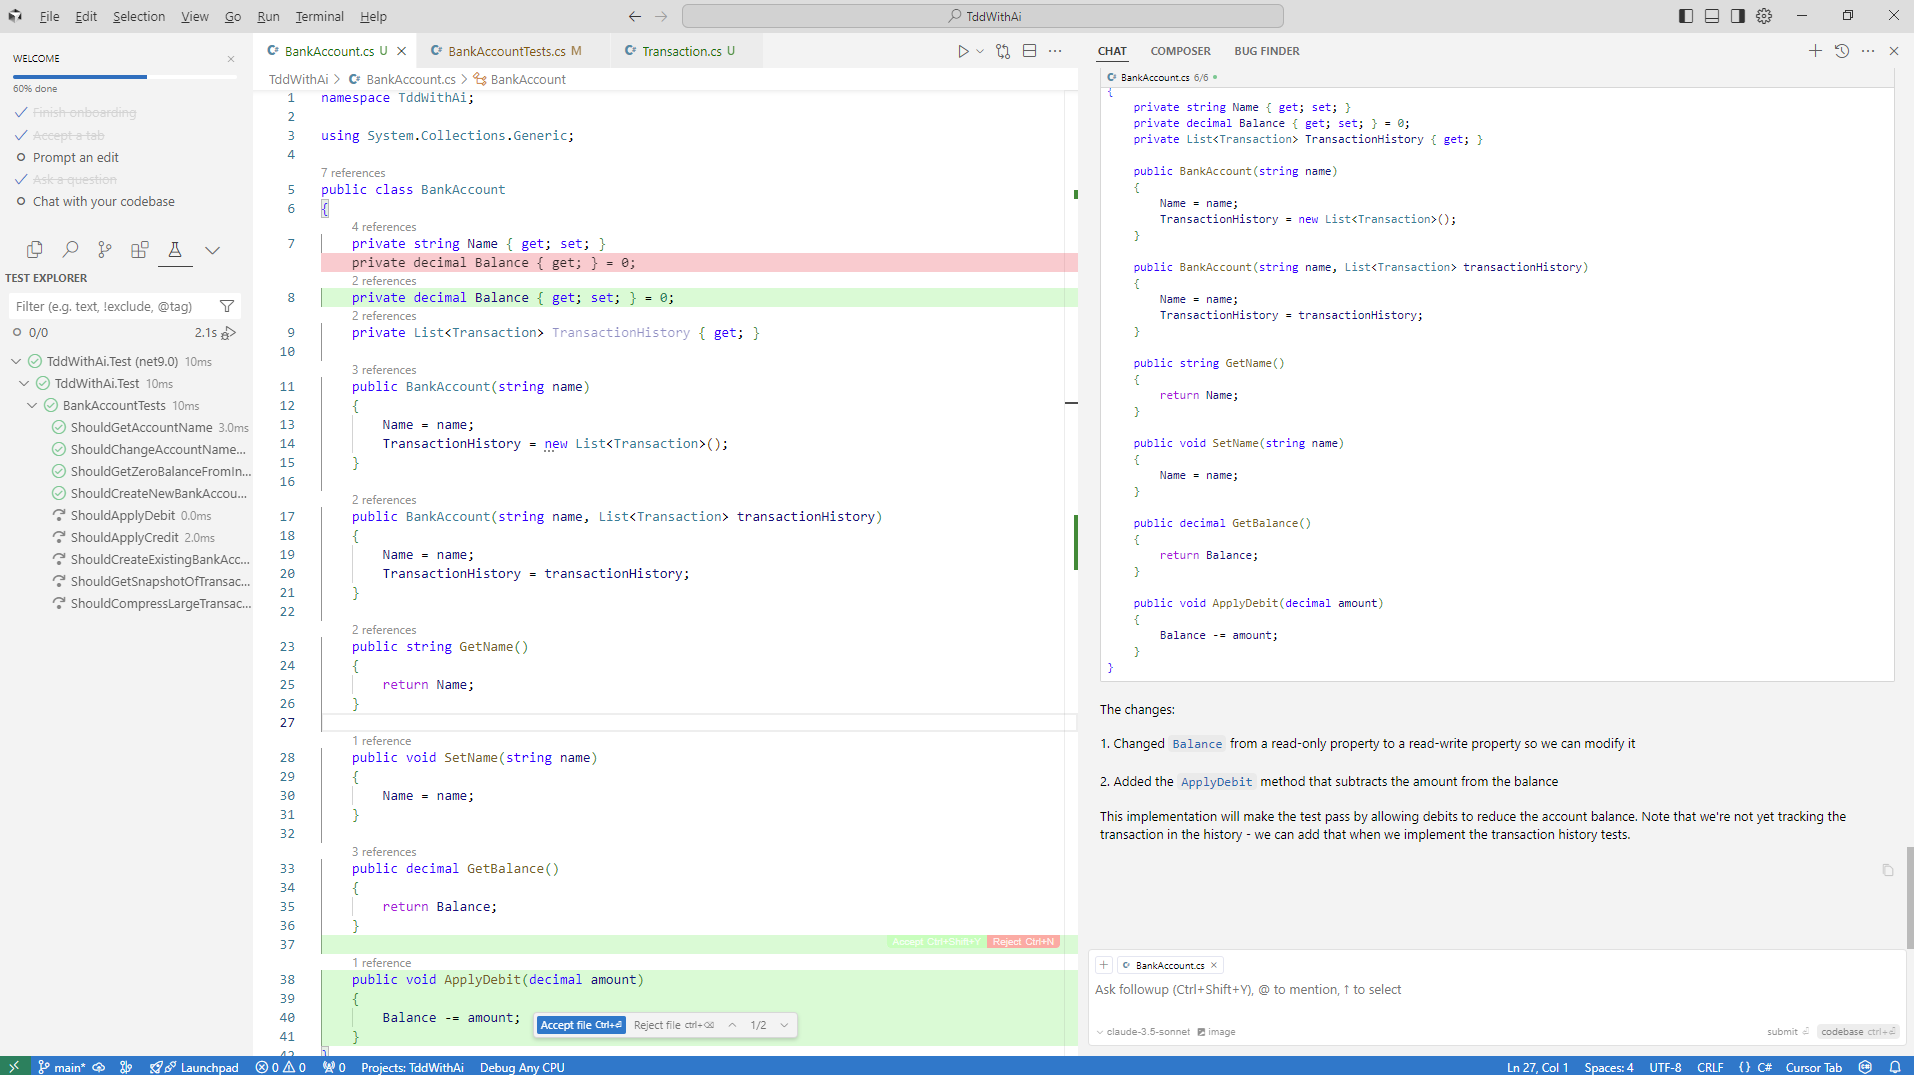 File Edit Selection View Go Run Terminal Help
TddWithAi
WELCOME
60% done
Finish onboarding
Accept a tab
Prompt an edit
Ask a question
Chat with your codebase
TEST EXPLORER
Filter (e.g. text, !exclude, @tag)
0/0 2.1s
TddWithAi.Test (net9.0) 10ms
TddWithAi.Test 10ms
BankAccountTests 10ms
ShouldGetAccountName 3.0ms
ShouldChangeAccountName...
ShouldGetZeroBalanceFromIn...
ShouldCreateNewBankAccou...
ShouldApplyDebit 0.0ms
ShouldApplyCredit 2.0ms
ShouldCreateExistingBankAcc...
ShouldGetSnapshotOfTransac...
ShouldCompressLargeTransac...
BankAccount.cs U BankAccountTests.cs M Transaction.cs U
TddWithAi > BankAccount.cs > BankAccount
1 namespace TddWithAi;
2
3 using System.Collections.Generic;
4
7 references
5 public class BankAccount
6 {
4 references
7 private string Name { get; set; }
private decimal Balance { get; } = 0;
2 references
8 private decimal Balance { get; set; } = 0;
2 references
9 private List<Transaction> TransactionHistory { get; }
10
3 references
11 public BankAccount(string name)
12 {
13 Name = name;
14 TransactionHistory = new List<Transaction>();
15 }
16
2 references
17 public BankAccount(string name, List<Transaction> transactionHistory)
18 {
19 Name = name;
20 TransactionHistory = transactionHistory;
21 }
22
2 references
23 public string GetName()
24 {
25 return Name;
26 }
27
1 reference
28 public void SetName(string name)
29 {
30 Name = name;
31 }
32
3 references
33 public decimal GetBalance()
34 {
35 return Balance;
36 }
37 Accept Ctrl+Shift+Y Reject Ctrl+N
1 reference
38 public void ApplyDebit(decimal amount)
39 {
40 Balance -= amount;
41 }
42 }
Accept file Ctrl+⏎ Reject file ctrl+⌫ 1/2
CHAT COMPOSER BUG FINDER
BankAccount.cs 6/6
{
private string Name { get; set; }
private decimal Balance { get; set; } = 0;
private List<Transaction> TransactionHistory { get; }
public BankAccount(string name)
{
Name = name;
TransactionHistory = new List<Transaction>();
}
public BankAccount(string name, List<Transaction> transactionHistory)
{
Name = name;
TransactionHistory = transactionHistory;
}
public string GetName()
{
return Name;
}
public void SetName(string name)
{
Name = name;
}
public decimal GetBalance()
{
return Balance;
}
public void ApplyDebit(decimal amount)
{
Balance -= amount;
}
}
The changes:
1. Changed Balance from a read-only property to a read-write property so we can modify it
2. Added the ApplyDebit method that subtracts the amount from the balance
This implementation will make the test pass by allowing debits to reduce the account balance. Note that we're not yet tracking the
transaction in the history - we can add that when we implement the transaction history tests.
+ BankAccount.cs ×
Ask followup (Ctrl+Shift+Y), @ to mention, ↑ to select
claude-3.5-sonnet image submit ⏎ codebase ctrl+⏎
main* Launchpad 0 0 0 Projects: TddWithAi Debug Any CPU Ln 27, Col 1 Spaces: 4 UTF-8 CRLF {} C# Cursor Tab